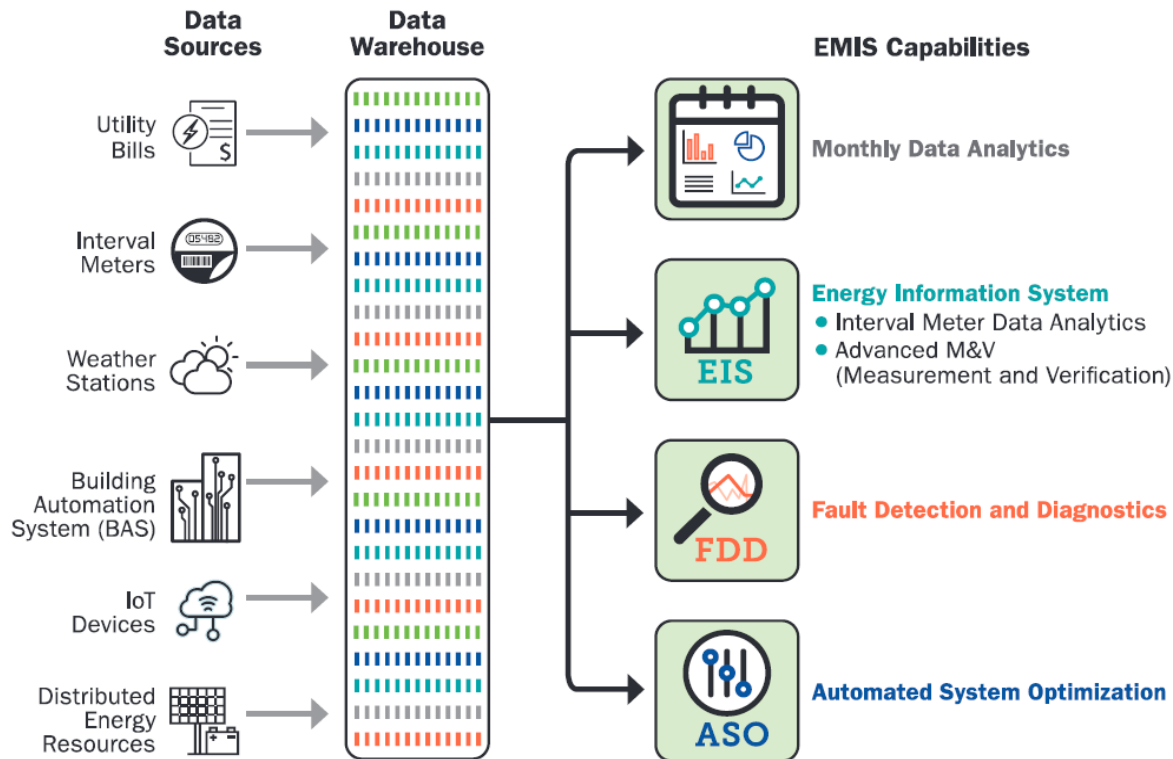 Data
Sources
Data
Warehouse
EMIS Capabilities
Utility
Bills
$
Interval
Meters
05462
Weather
Stations
Building
Automation
System (BAS)
IoT
Devices
Distributed
Energy
Resources
Monthly Data Analytics
EIS
Energy Information System
• Interval Meter Data Analytics
• Advanced M&V
(Measurement and Verification)
FDD
Fault Detection and Diagnostics
ASO
Automated System Optimization